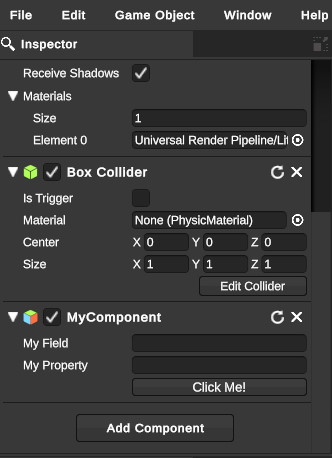 File Edit Game Object Window Help
Inspector
Receive Shadows
Materials
Size 1
Element 0 Universal Render Pipeline/Lit
Box Collider
Is Trigger
Material None (PhysicMaterial)
Center X 0 Y 0 Z 0
Size X 1 Y 1 Z 1
Edit Collider
MyComponent
My Field
My Property
Click Me!
Add Component